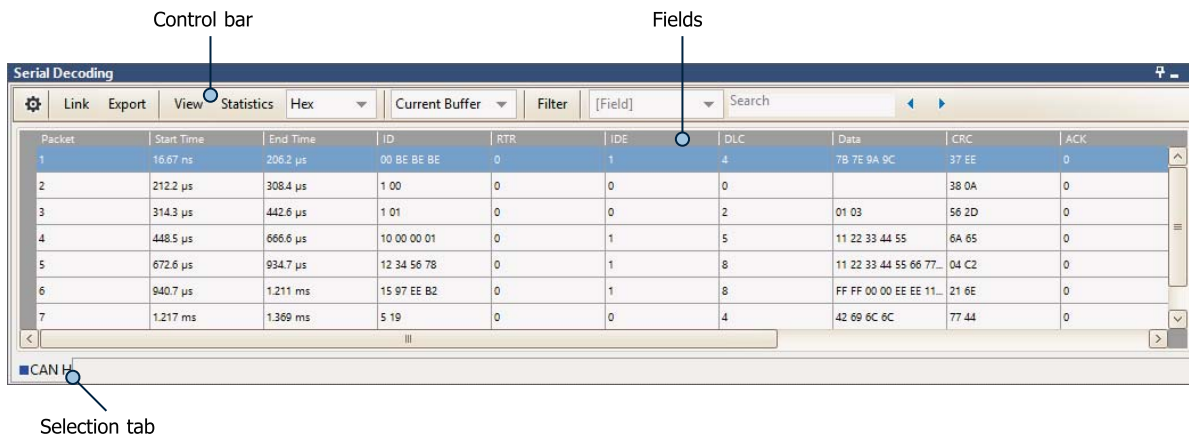 Control bar Fields
Serial Decoding
Link Export View Statistics Hex Current Buffer Filter [Field] Search
Packet Start Time End Time ID RTR IDE DLC Data CRC ACK
1 16.67 ns 206.2 µs 00 BE BE BE 0 1 4 7B 7E 9A 9C 37 EE 0
2 212.2 µs 308.4 µs 1 00 0 0 0 38 0A 0
3 314.3 µs 442.6 µs 1 01 0 0 2 01 03 56 2D 0
4 448.5 µs 666.6 µs 10 00 00 01 0 1 5 11 22 33 44 55 6A 65 0
5 672.6 µs 934.7 µs 12 34 56 78 0 1 8 11 22 33 44 55 66 77... 04 C2 0
6 940.7 µs 1.211 ms 15 97 EE B2 0 1 8 FF FF 00 00 EE EE 11... 21 6E 0
7 1.217 ms 1.369 ms 5 19 0 0 4 42 69 6C 6C 77 44 0
CAN H
Selection tab